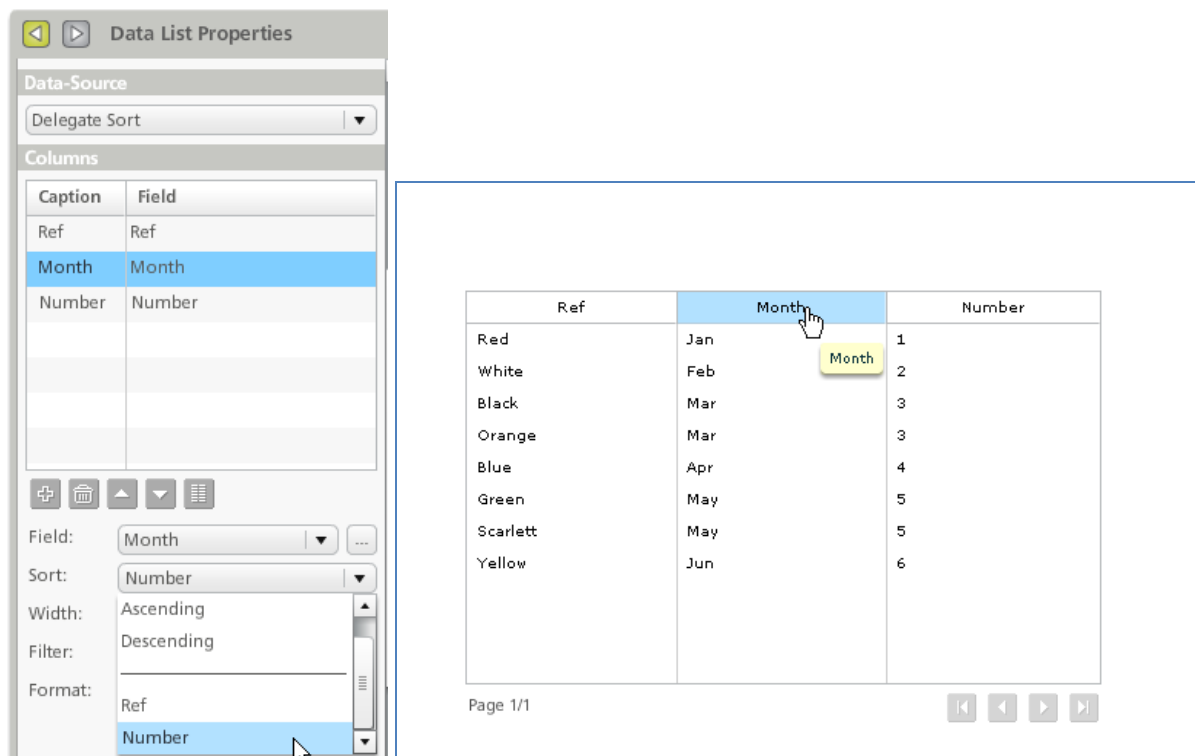 Data List Properties
Data-Source
Delegate Sort
Columns
Caption Field
Ref Ref
Month Month
Number Number
Field: Month ...
Sort: Number
Width:
Filter:
Format:
Ascending
Descending
Ref
Number
Ref Month Number
Month
Red Jan 1
White Feb 2
Black Mar 3
Orange Mar 3
Blue Apr 4
Green May 5
Scarlett May 5
Yellow Jun 6
Page 1/1